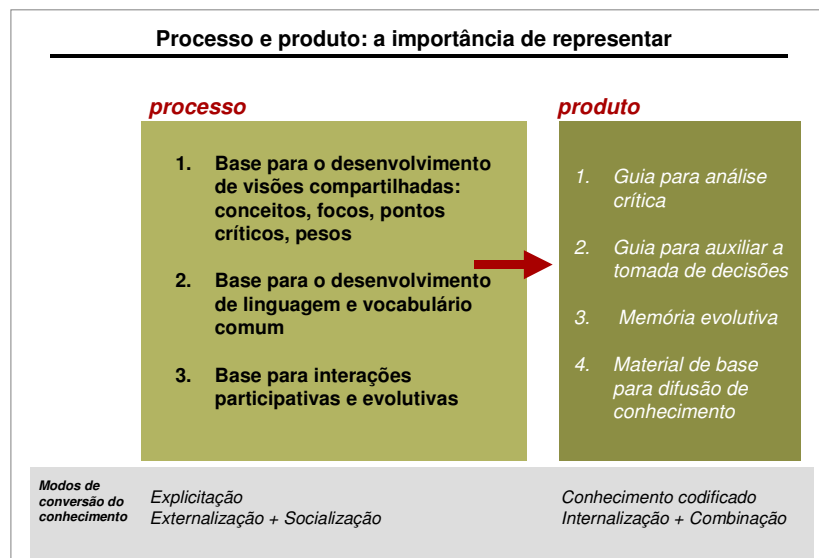 Processo e produto: a importância de representar
processo
1. Base para o desenvolvimento
de visões compartilhadas:
conceitos, focos, pontos
críticos, pesos
2. Base para o desenvolvimento
de linguagem e vocabulário
comum
3. Base para interações
participativas e evolutivas
produto
1. Guia para análise
crítica
2. Guia para auxiliar a
tomada de decisões
3. Memória evolutiva
4. Material de base
para difusão de
conhecimento
Modos de
conversão do
conhecimento
Explicitação
Externalização + Socialização
Conhecimento codificado
Internalização + Combinação